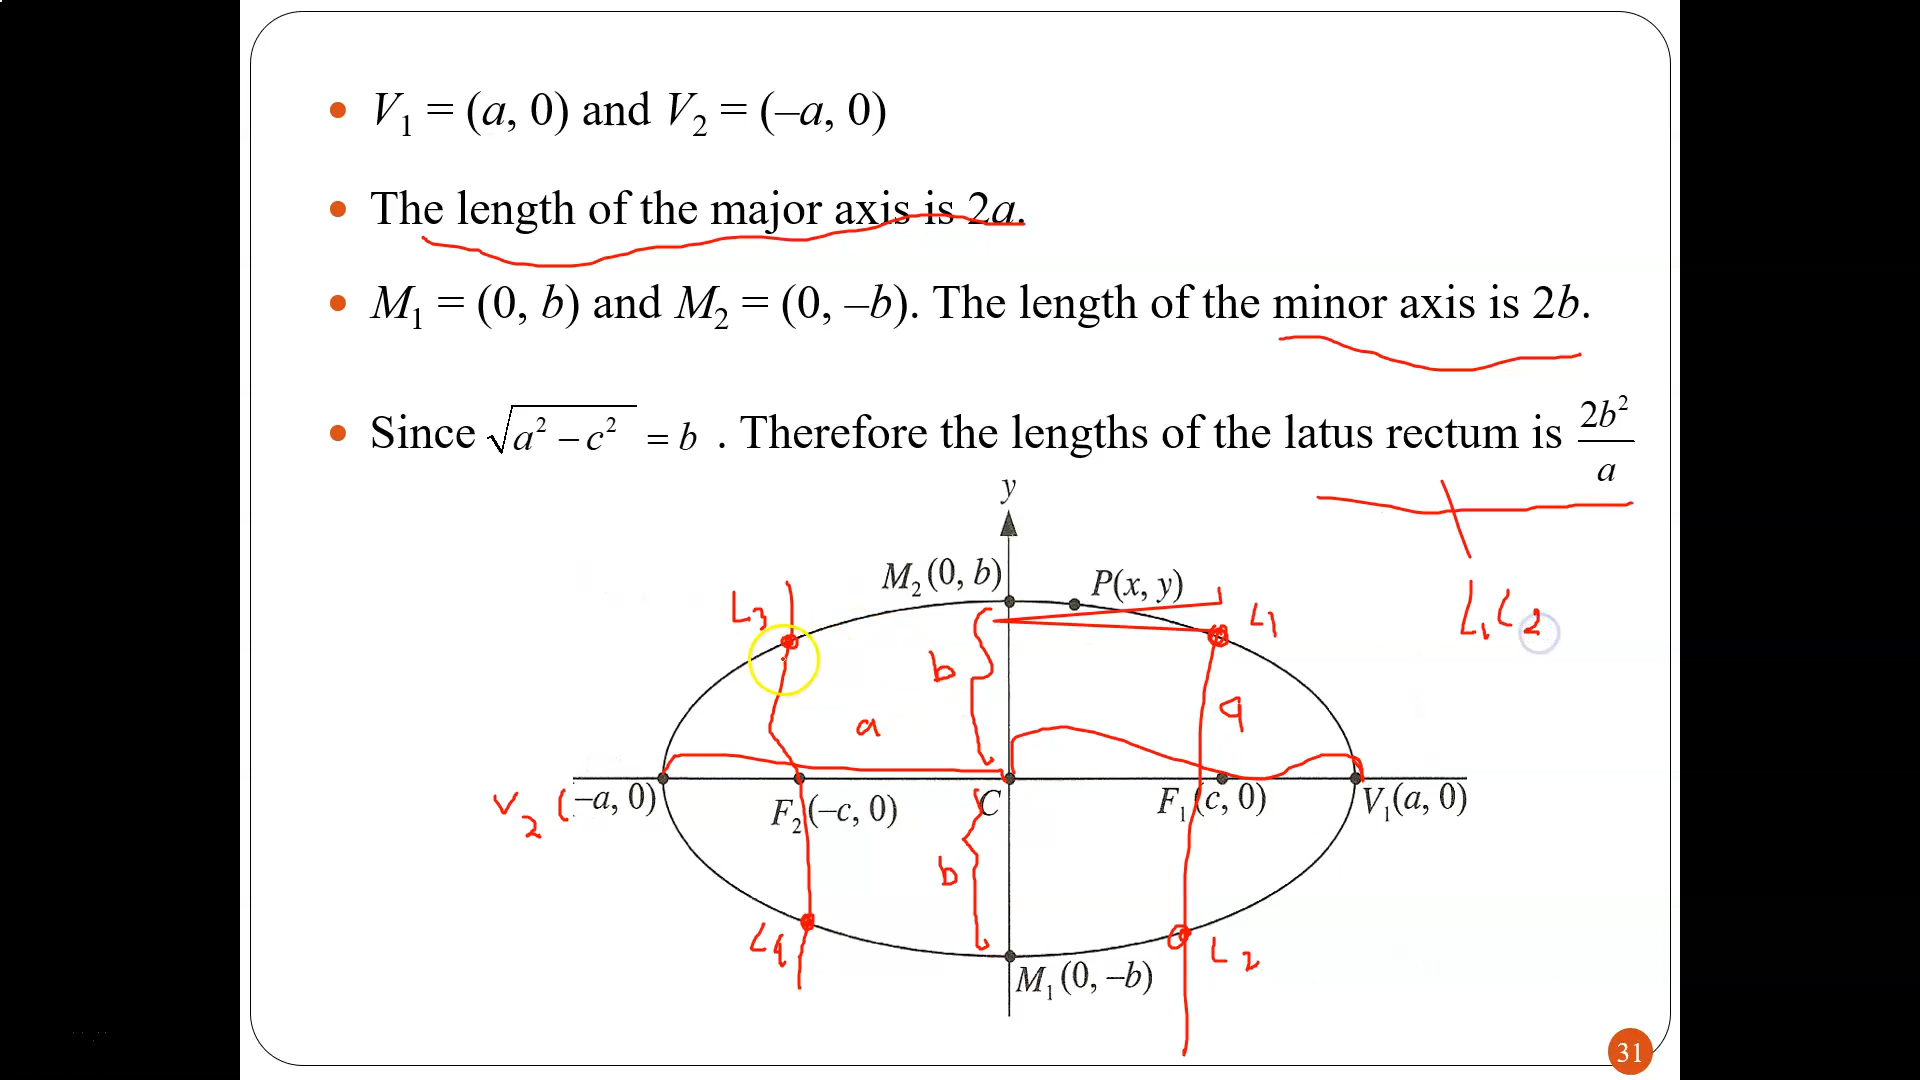 • V₁ = (a, 0) and V₂ = (–a, 0)
• The length of the major axis is 2a.
• M₁ = (0, b) and M₂ = (0, –b). The length of the minor axis is 2b.
• Since √(a² – c²) = b . Therefore the lengths of the latus rectum is 2b²/a
y
M₂(0, b) P(x, y)
L₃ L₁ L₁L₂
b
a a
V₂ (–a, 0) F₂(–c, 0) C F₁(c, 0) V₁(a, 0)
b
L₄ L₂
M₁(0, –b)
31